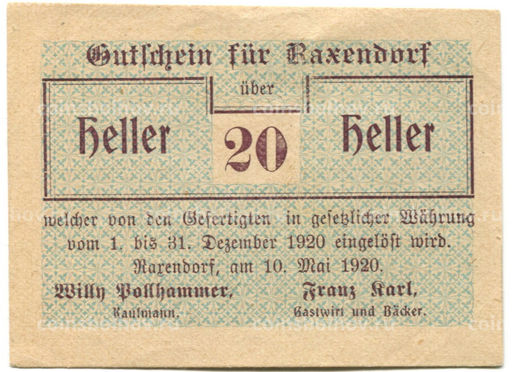 Gutschein für Raxendorf
über
Heller 20 Heller
welcher von den Gefertigten in gesetzlicher Währung
vom 1. bis 31. Dezember 1920 eingelöst wird.
Raxendorf, am 10. Mai 1920.
Willy Pollhammer, Franz Karl,
Kaufmann. Gastwirt und Bäcker.